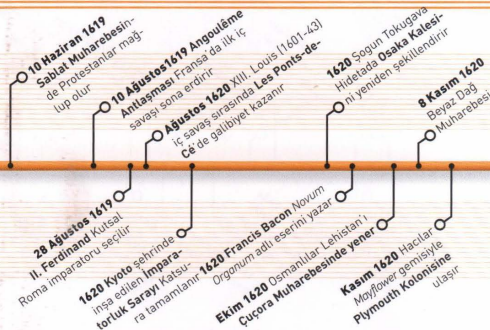 10 Haziran 1619
Sablat Muharebesin-
de Protestanlar mağ-
lup olur
10 Ağustos1619 Angoulême
Antlaşması Fransa'da ilk iç
savaşı sona erdirir
Ağustos 1620 XIII. Louis (1601-43)
iç savaş sırasında Les Ponts-de-
Cé'de galibiyet kazanır
1620 Şogun Tokugava
Hidetada Osaka Kalesi-
ni yeniden şekillendirir
8 Kasım 1620
Beyaz Dağ
Muharebesi
28 Ağustos 1619
II. Ferdinand Kutsal
Roma imparatoru seçilir
1620 Kyoto şehrinde
inşa edilen İmpara-
torluk Sarayı Katsu-
ra tamamlanır
1620 Francis Bacon Novum
Organum adlı eserini yazar
Ekim 1620 Osmanlılar Lehistan'ı
Çuçora Muharebesinde yener
Kasım 1620 Hacılar
Mayflower gemisiyle
Plymouth Kolonisine
ulaşır